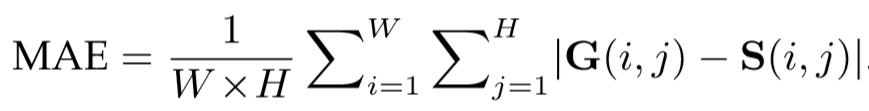 MAE = \frac{1}{W \times H} \sum_{i=1}^{W} \sum_{j=1}^{H} |\mathbf{G}(i,j) - \mathbf{S}(i,j)|.